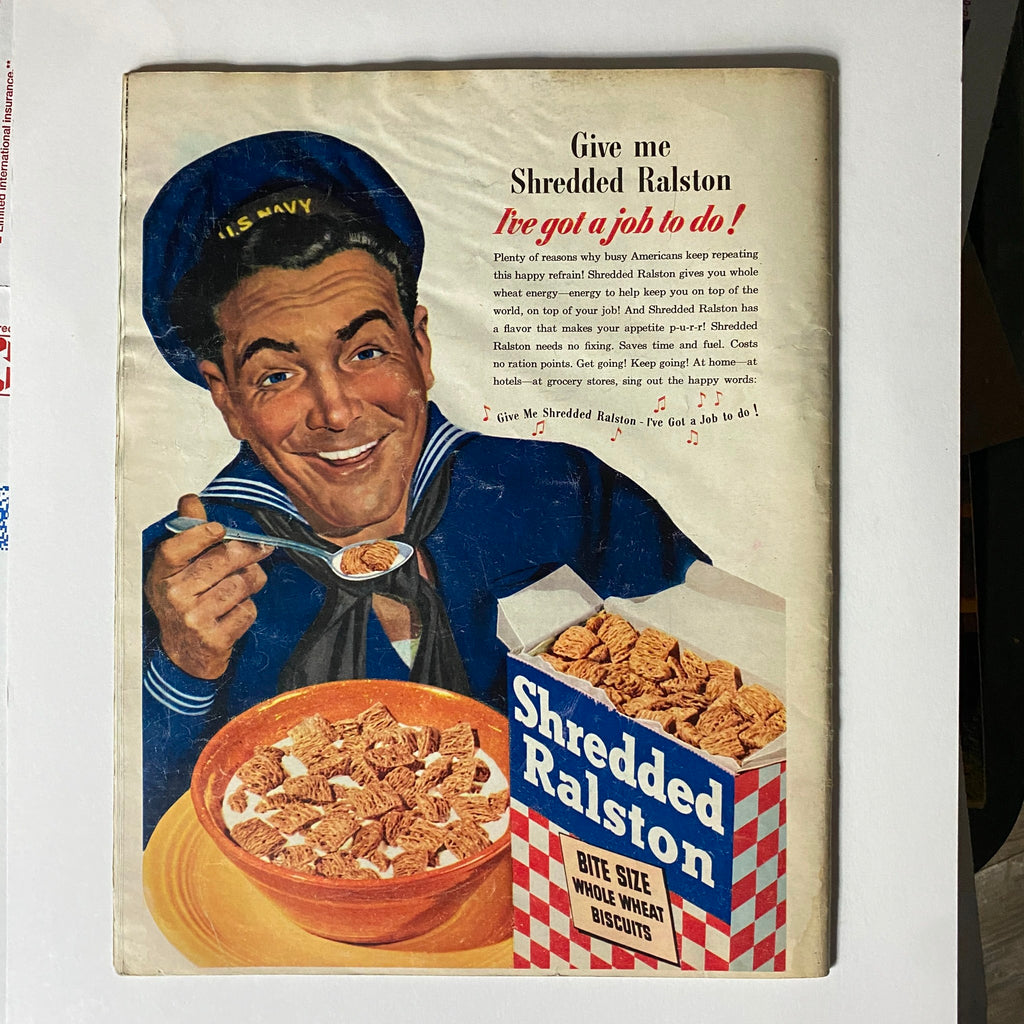 Limited International insurance.**
U.S NAVY
Give me
Shredded Ralston
I've got a job to do!
Plenty of reasons why busy Americans keep repeating
this happy refrain! Shredded Ralston gives you whole
wheat energy—energy to help keep you on top of the
world, on top of your job! And Shredded Ralston has
a flavor that makes your appetite p-u-r-r! Shredded
Ralston needs no fixing. Saves time and fuel. Costs
no ration points. Get going! Keep going! At home—at
hotels—at grocery stores, sing out the happy words:
Give Me Shredded Ralston - I've Got a Job to do!
Shredded
Ralston
BITE SIZE
WHOLE WHEAT
BISCUITS